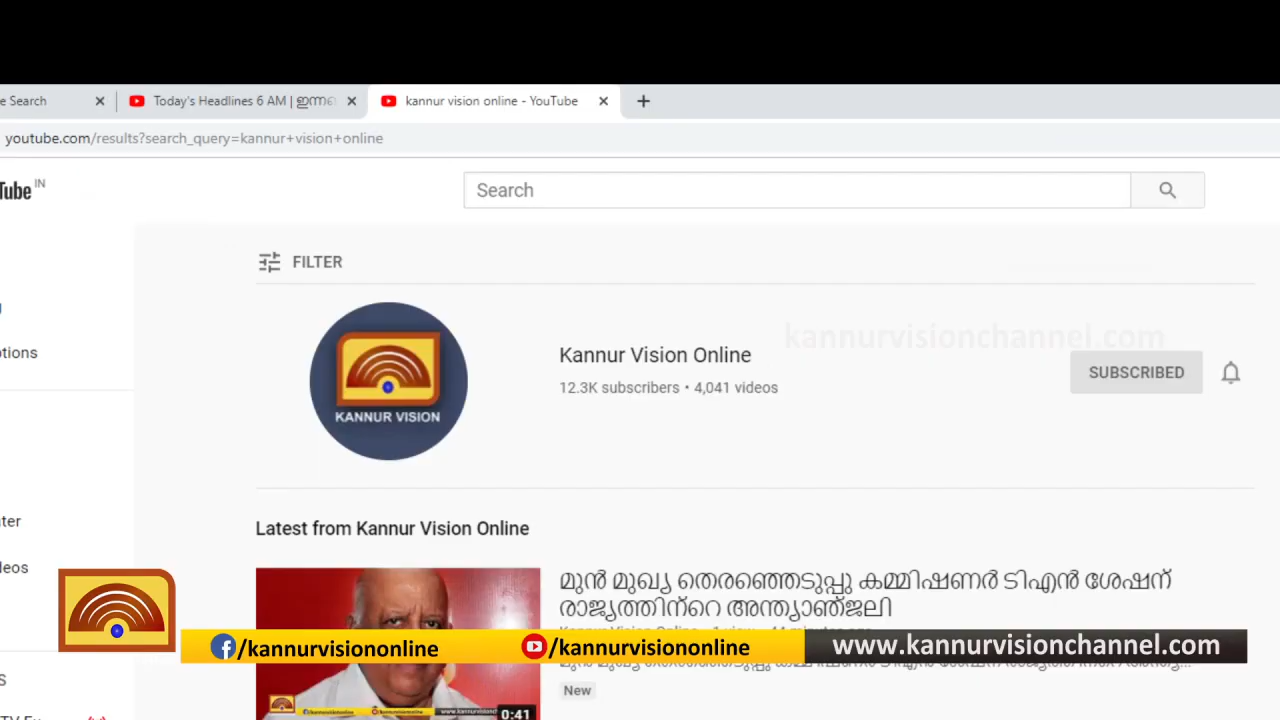 e Search
Today's Headlines 6 AM | ഇന്നത്
kannur vision online - YouTube
youtube.com/results?search_query=kannur+vision+online
Tube IN
Search
FILTER
kannurvisionchannel.com
KANNUR VISION
Kannur Vision Online
12.3K subscribers • 4,041 videos
SUBSCRIBED
ptions
Latest from Kannur Vision Online
മുൻ മുഖ്യ തെരഞ്ഞെടുപ്പു കമ്മിഷണർ ടിഎൻ ശേഷന്
രാജ്യത്തിന്റെ അന്ത്യാഞ്ജലി
/kannurvisiononline
/kannurvisiononline
www.kannurvisionchannel.com
New
0:41